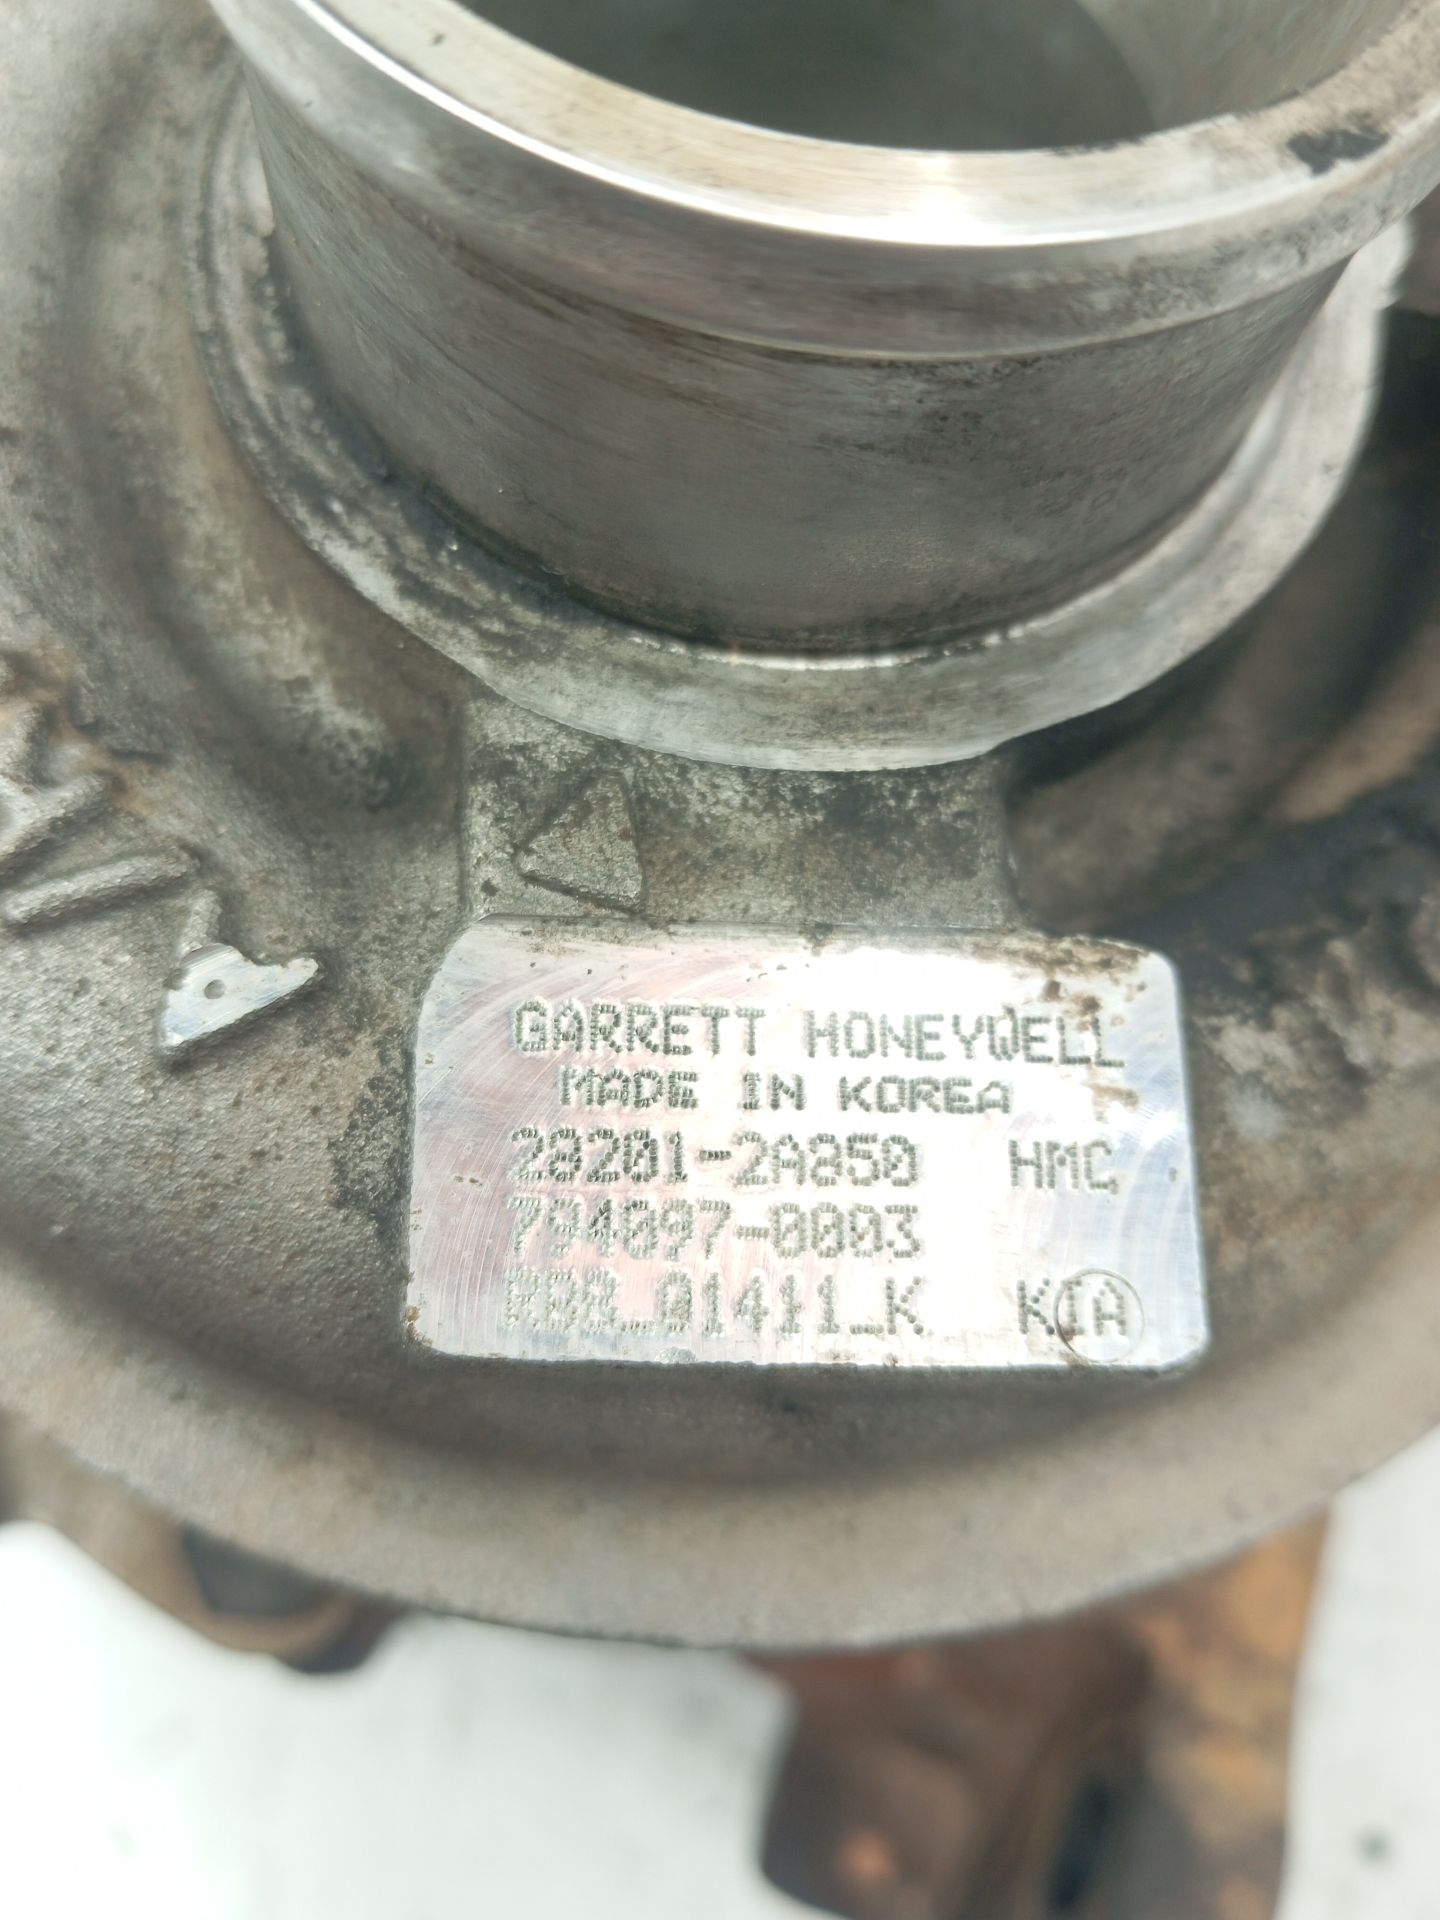 GARRETT HONEYWELL
MADE IN KOREA
28201-2A850 HMC
794097-0003
KIA